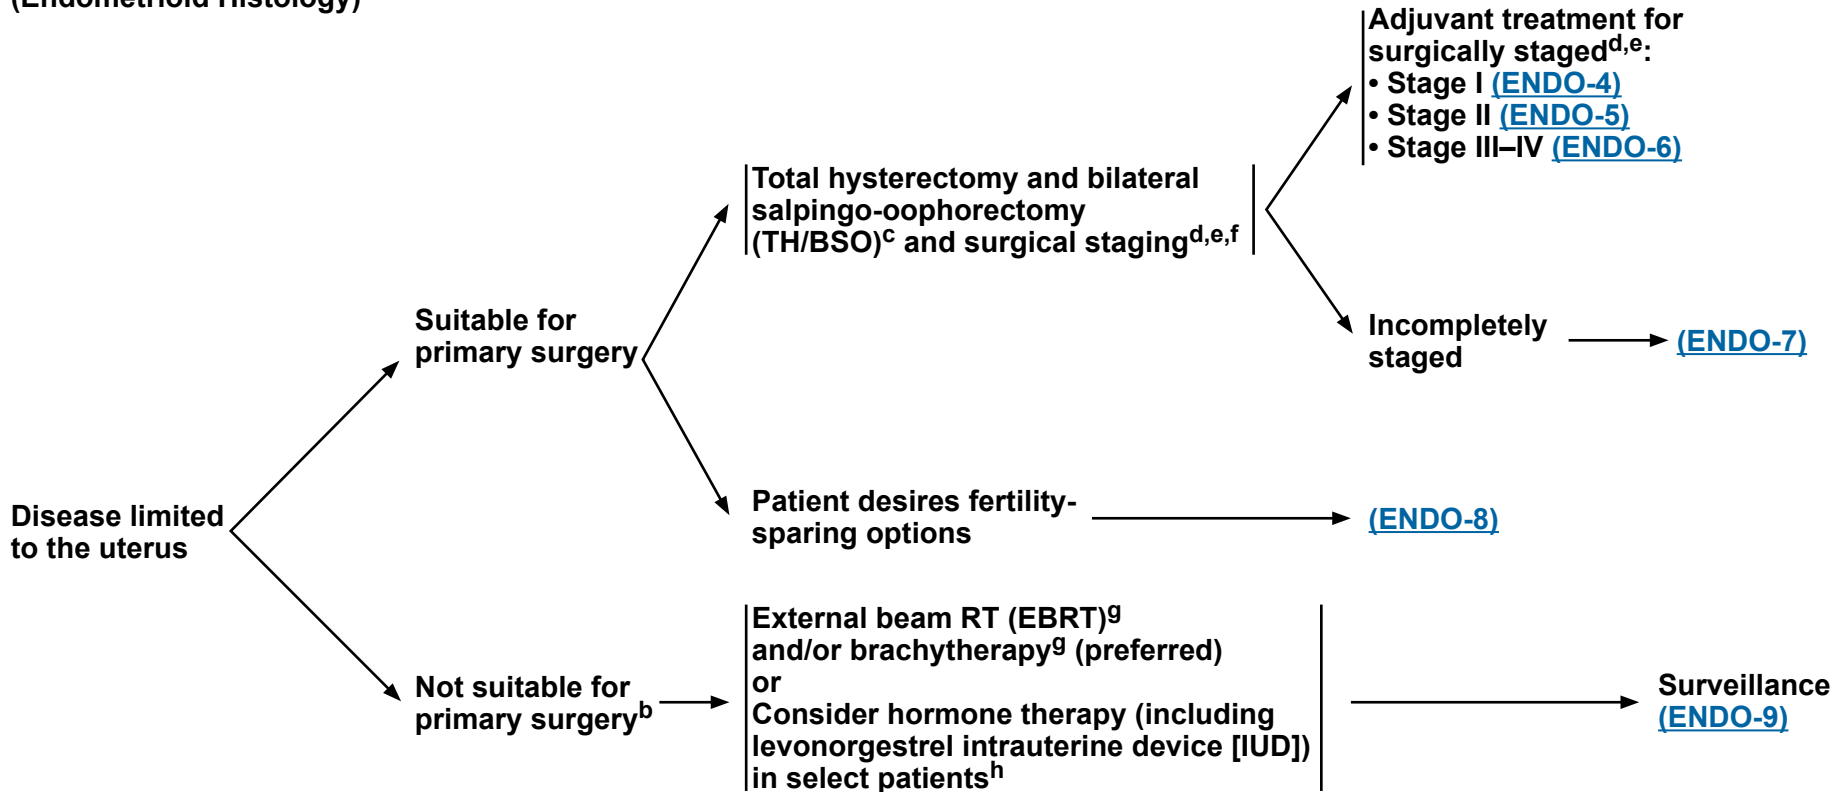 (Endometrioid Histology)
Disease limited
to the uterus
Suitable for
primary surgery
Not suitable for
primary surgeryb
Total hysterectomy and bilateral
salpingo-oophorectomy
(TH/BSO)c and surgical stagingd,e,f
Patient desires fertility-
sparing options
External beam RT (EBRT)g
and/or brachytherapyg (preferred)
or
Consider hormone therapy (including
levonorgestrel intrauterine device [IUD])
in select patientsh
Adjuvant treatment for
surgically stagedd,e:
• Stage I (ENDO-4)
• Stage II (ENDO-5)
• Stage III–IV (ENDO-6)
Incompletely
staged
(ENDO-7)
(ENDO-8)
Surveillance
(ENDO-9)